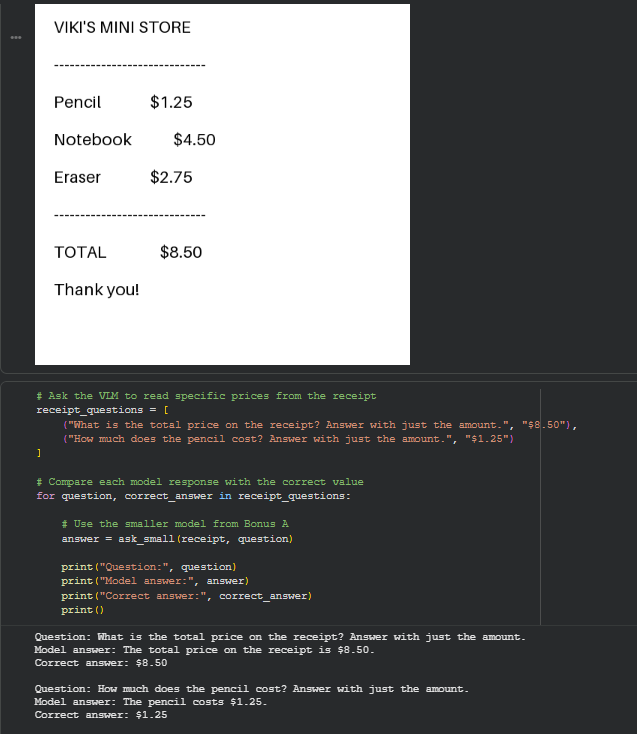 VIKI'S MINI STORE
-----------------------------
Pencil $1.25
Notebook $4.50
Eraser $2.75
-----------------------------
TOTAL $8.50
Thank you!
# Ask the VLM to read specific prices from the receipt
receipt_questions = [
("What is the total price on the receipt? Answer with just the amount.", "$8.50"),
("How much does the pencil cost? Answer with just the amount.", "$1.25")
]
# Compare each model response with the correct value
for question, correct_answer in receipt_questions:
# Use the smaller model from Bonus A
answer = ask_small(receipt, question)
print("Question:", question)
print("Model answer:", answer)
print("Correct answer:", correct_answer)
print()
Question: What is the total price on the receipt? Answer with just the amount.
Model answer: The total price on the receipt is $8.50.
Correct answer: $8.50
Question: How much does the pencil cost? Answer with just the amount.
Model answer: The pencil costs $1.25.
Correct answer: $1.25